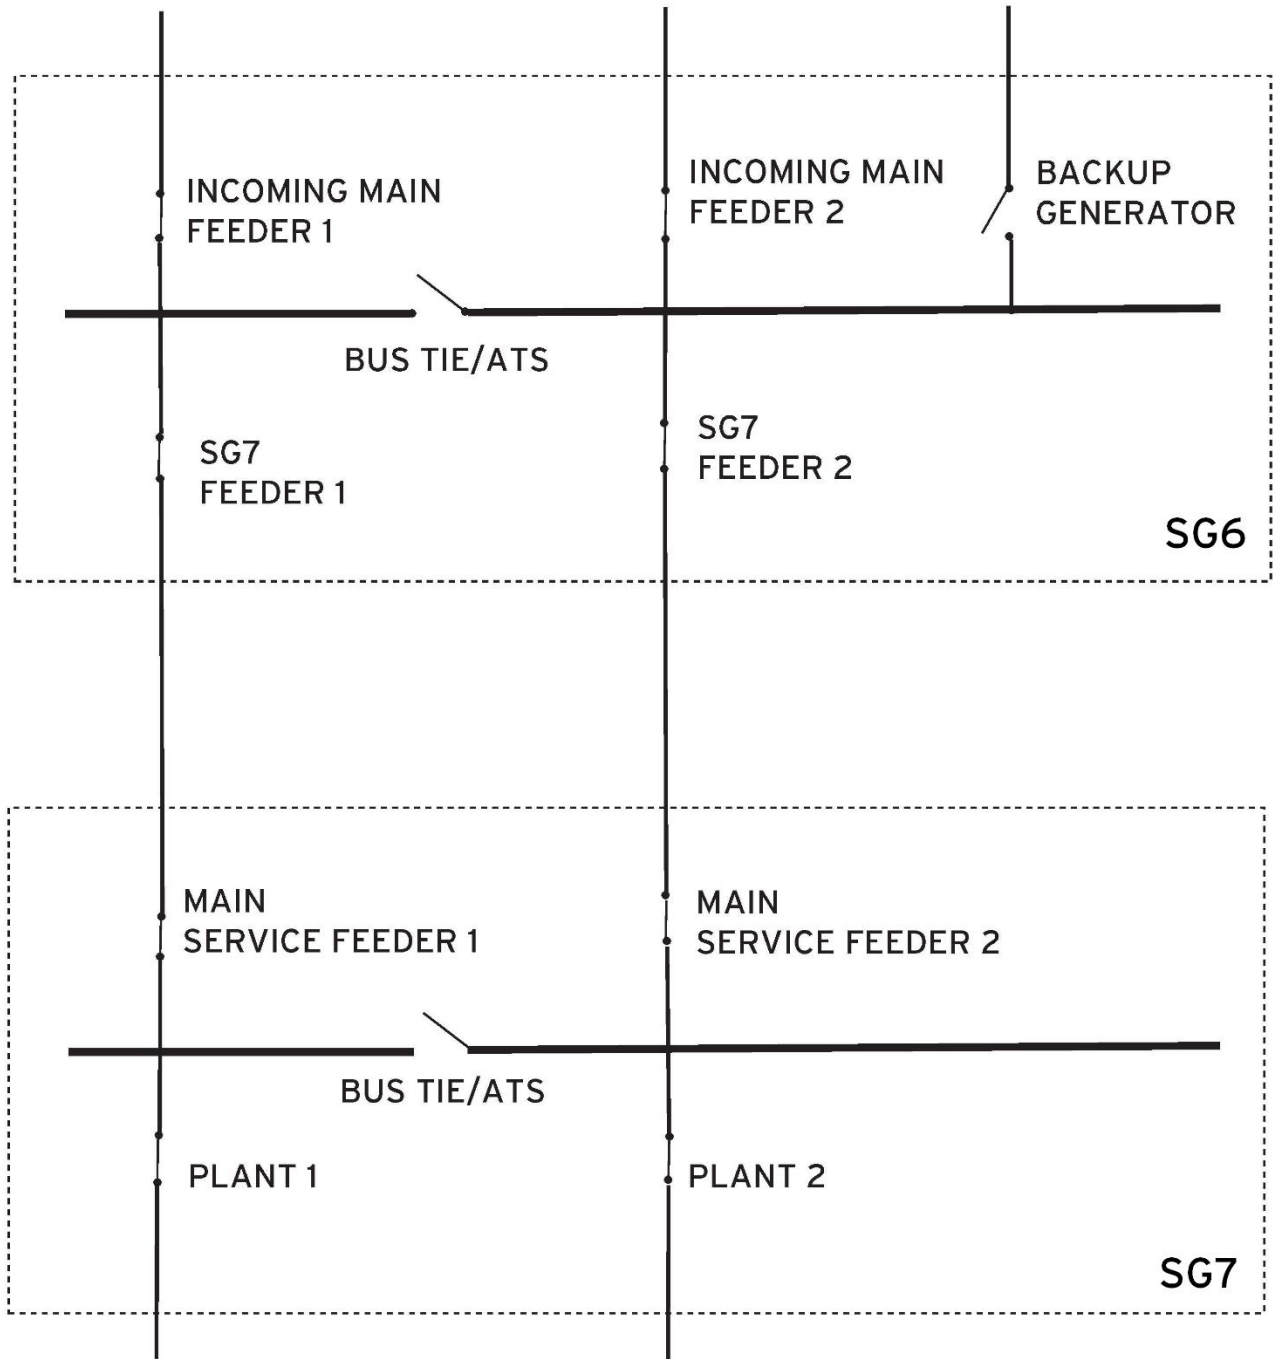 INCOMING MAIN
FEEDER 1
INCOMING MAIN
FEEDER 2
BACKUP
GENERATOR
BUS TIE/ATS
SG7
FEEDER 1
SG7
FEEDER 2
SG6
MAIN
SERVICE FEEDER 1
MAIN
SERVICE FEEDER 2
BUS TIE/ATS
PLANT 1
PLANT 2
SG7